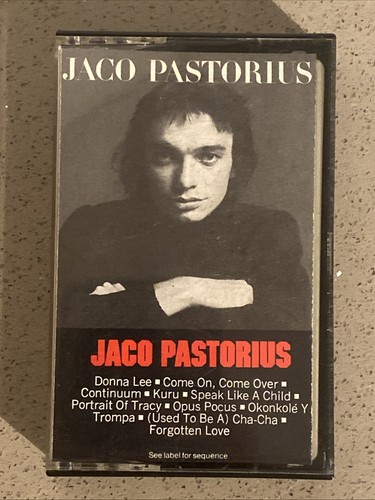 JACO PASTORIUS
JACO PASTORIUS
Donna Lee ▪ Come On, Come Over ▪
Continuum ▪ Kuru ▪ Speak Like A Child ▪
Portrait Of Tracy ▪ Opus Pocus ▪ Okonkolé Y
Trompa ▪ (Used To Be A) Cha-Cha ▪
Forgotten Love
See label for sequence